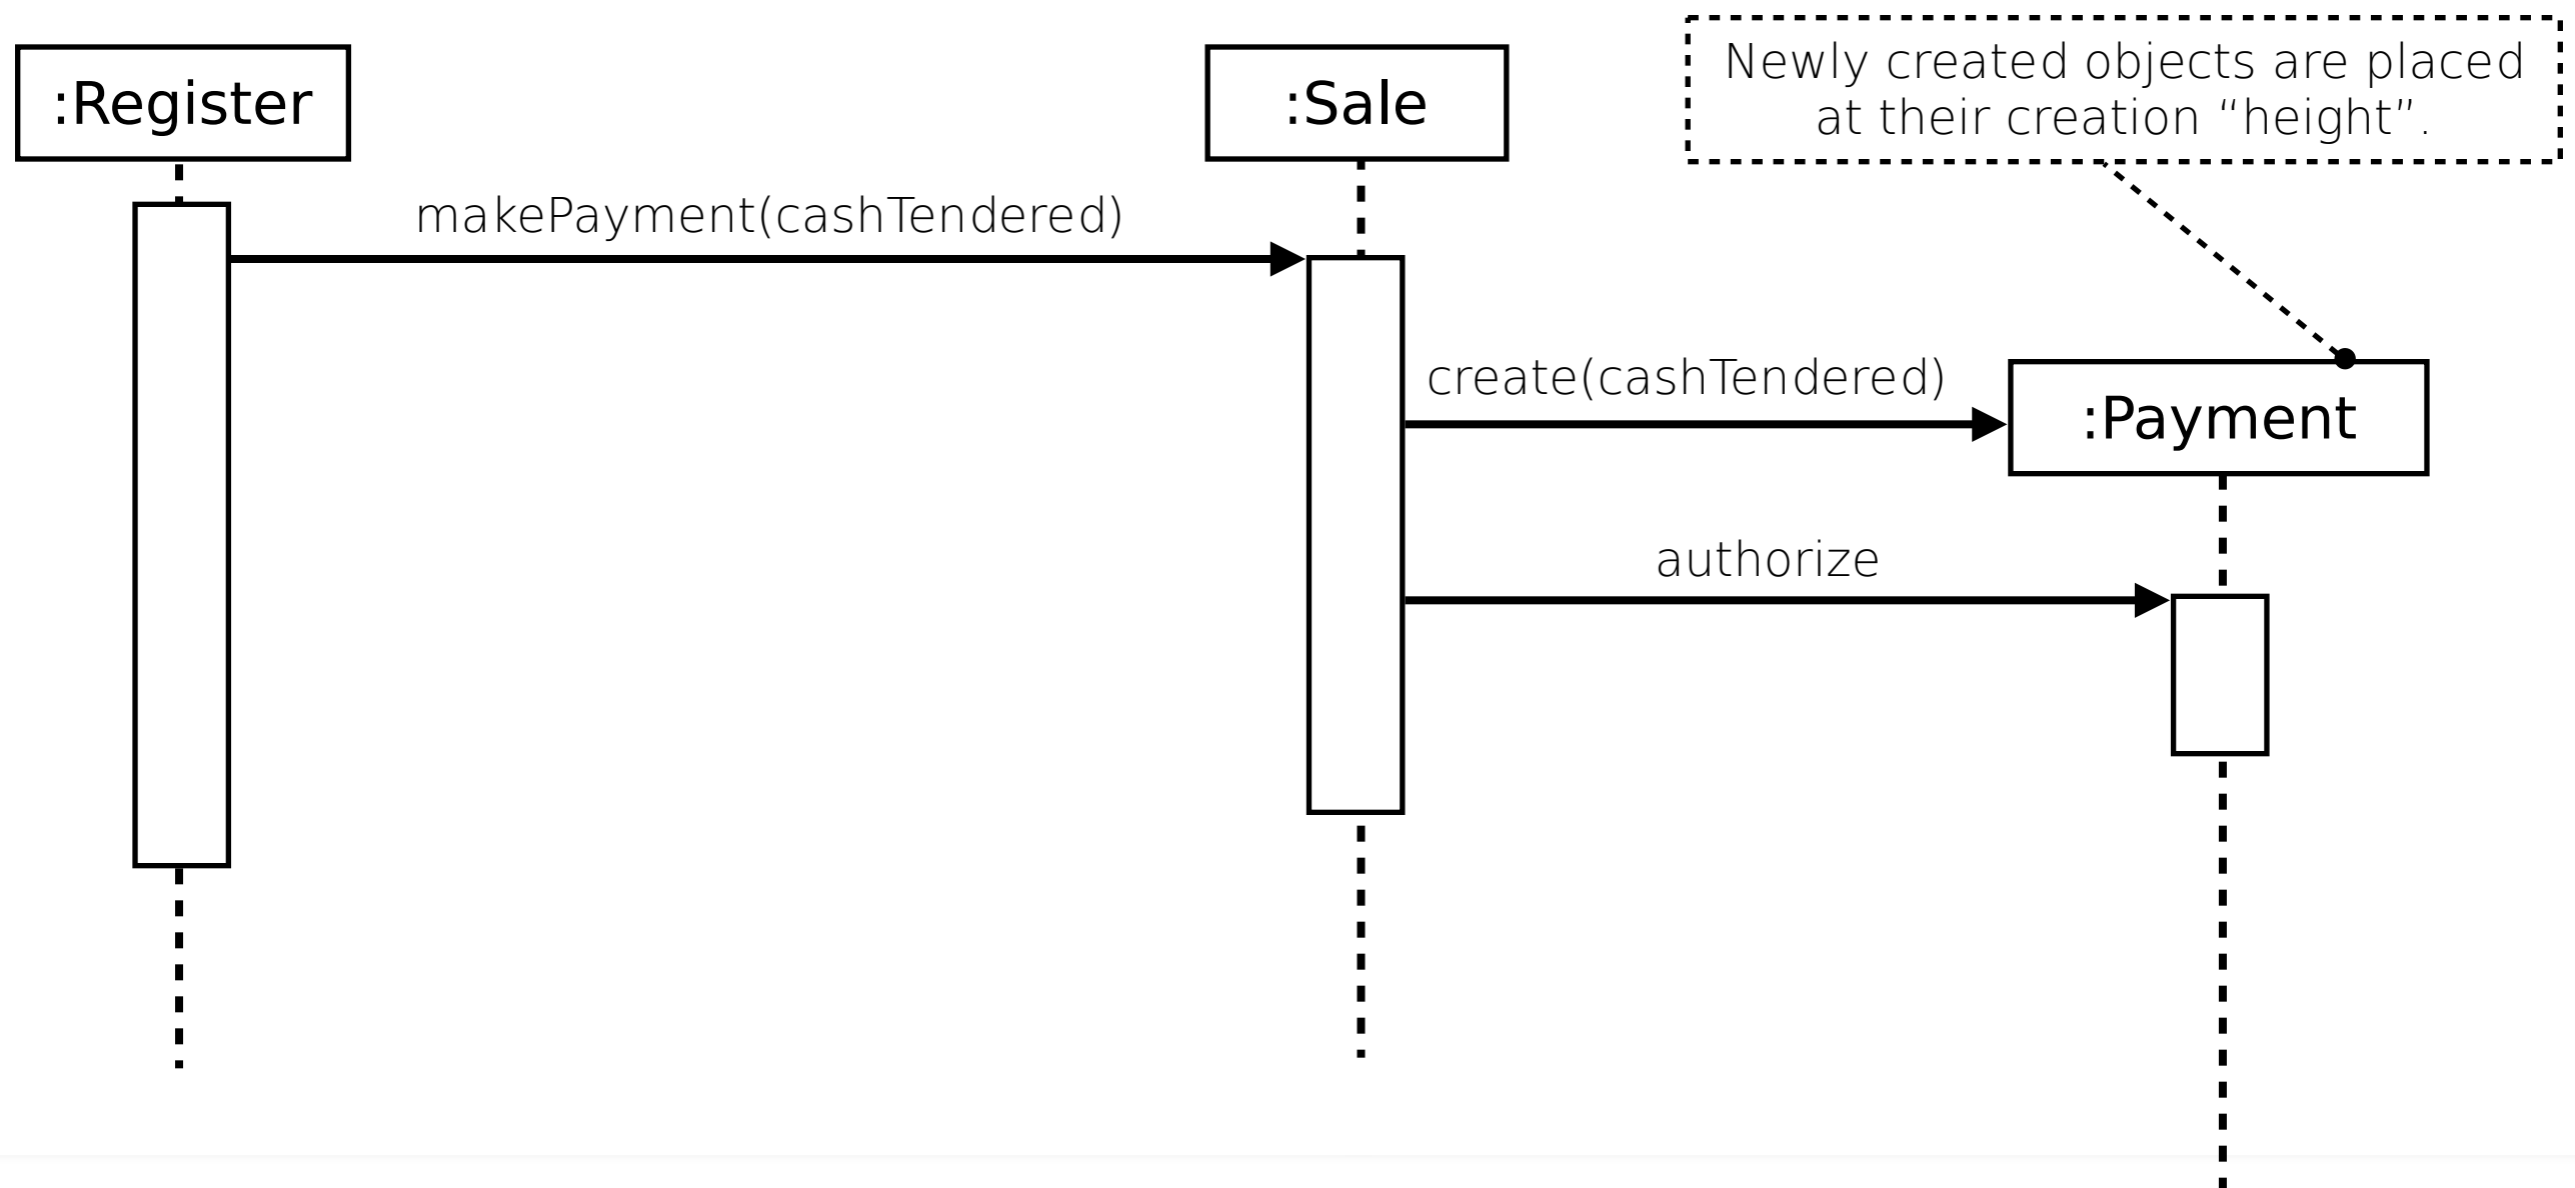 :Register
:Sale
Newly created objects are placed
at their creation “height”.
makePayment(cashTendered)
create(cashTendered)
:Payment
authorize